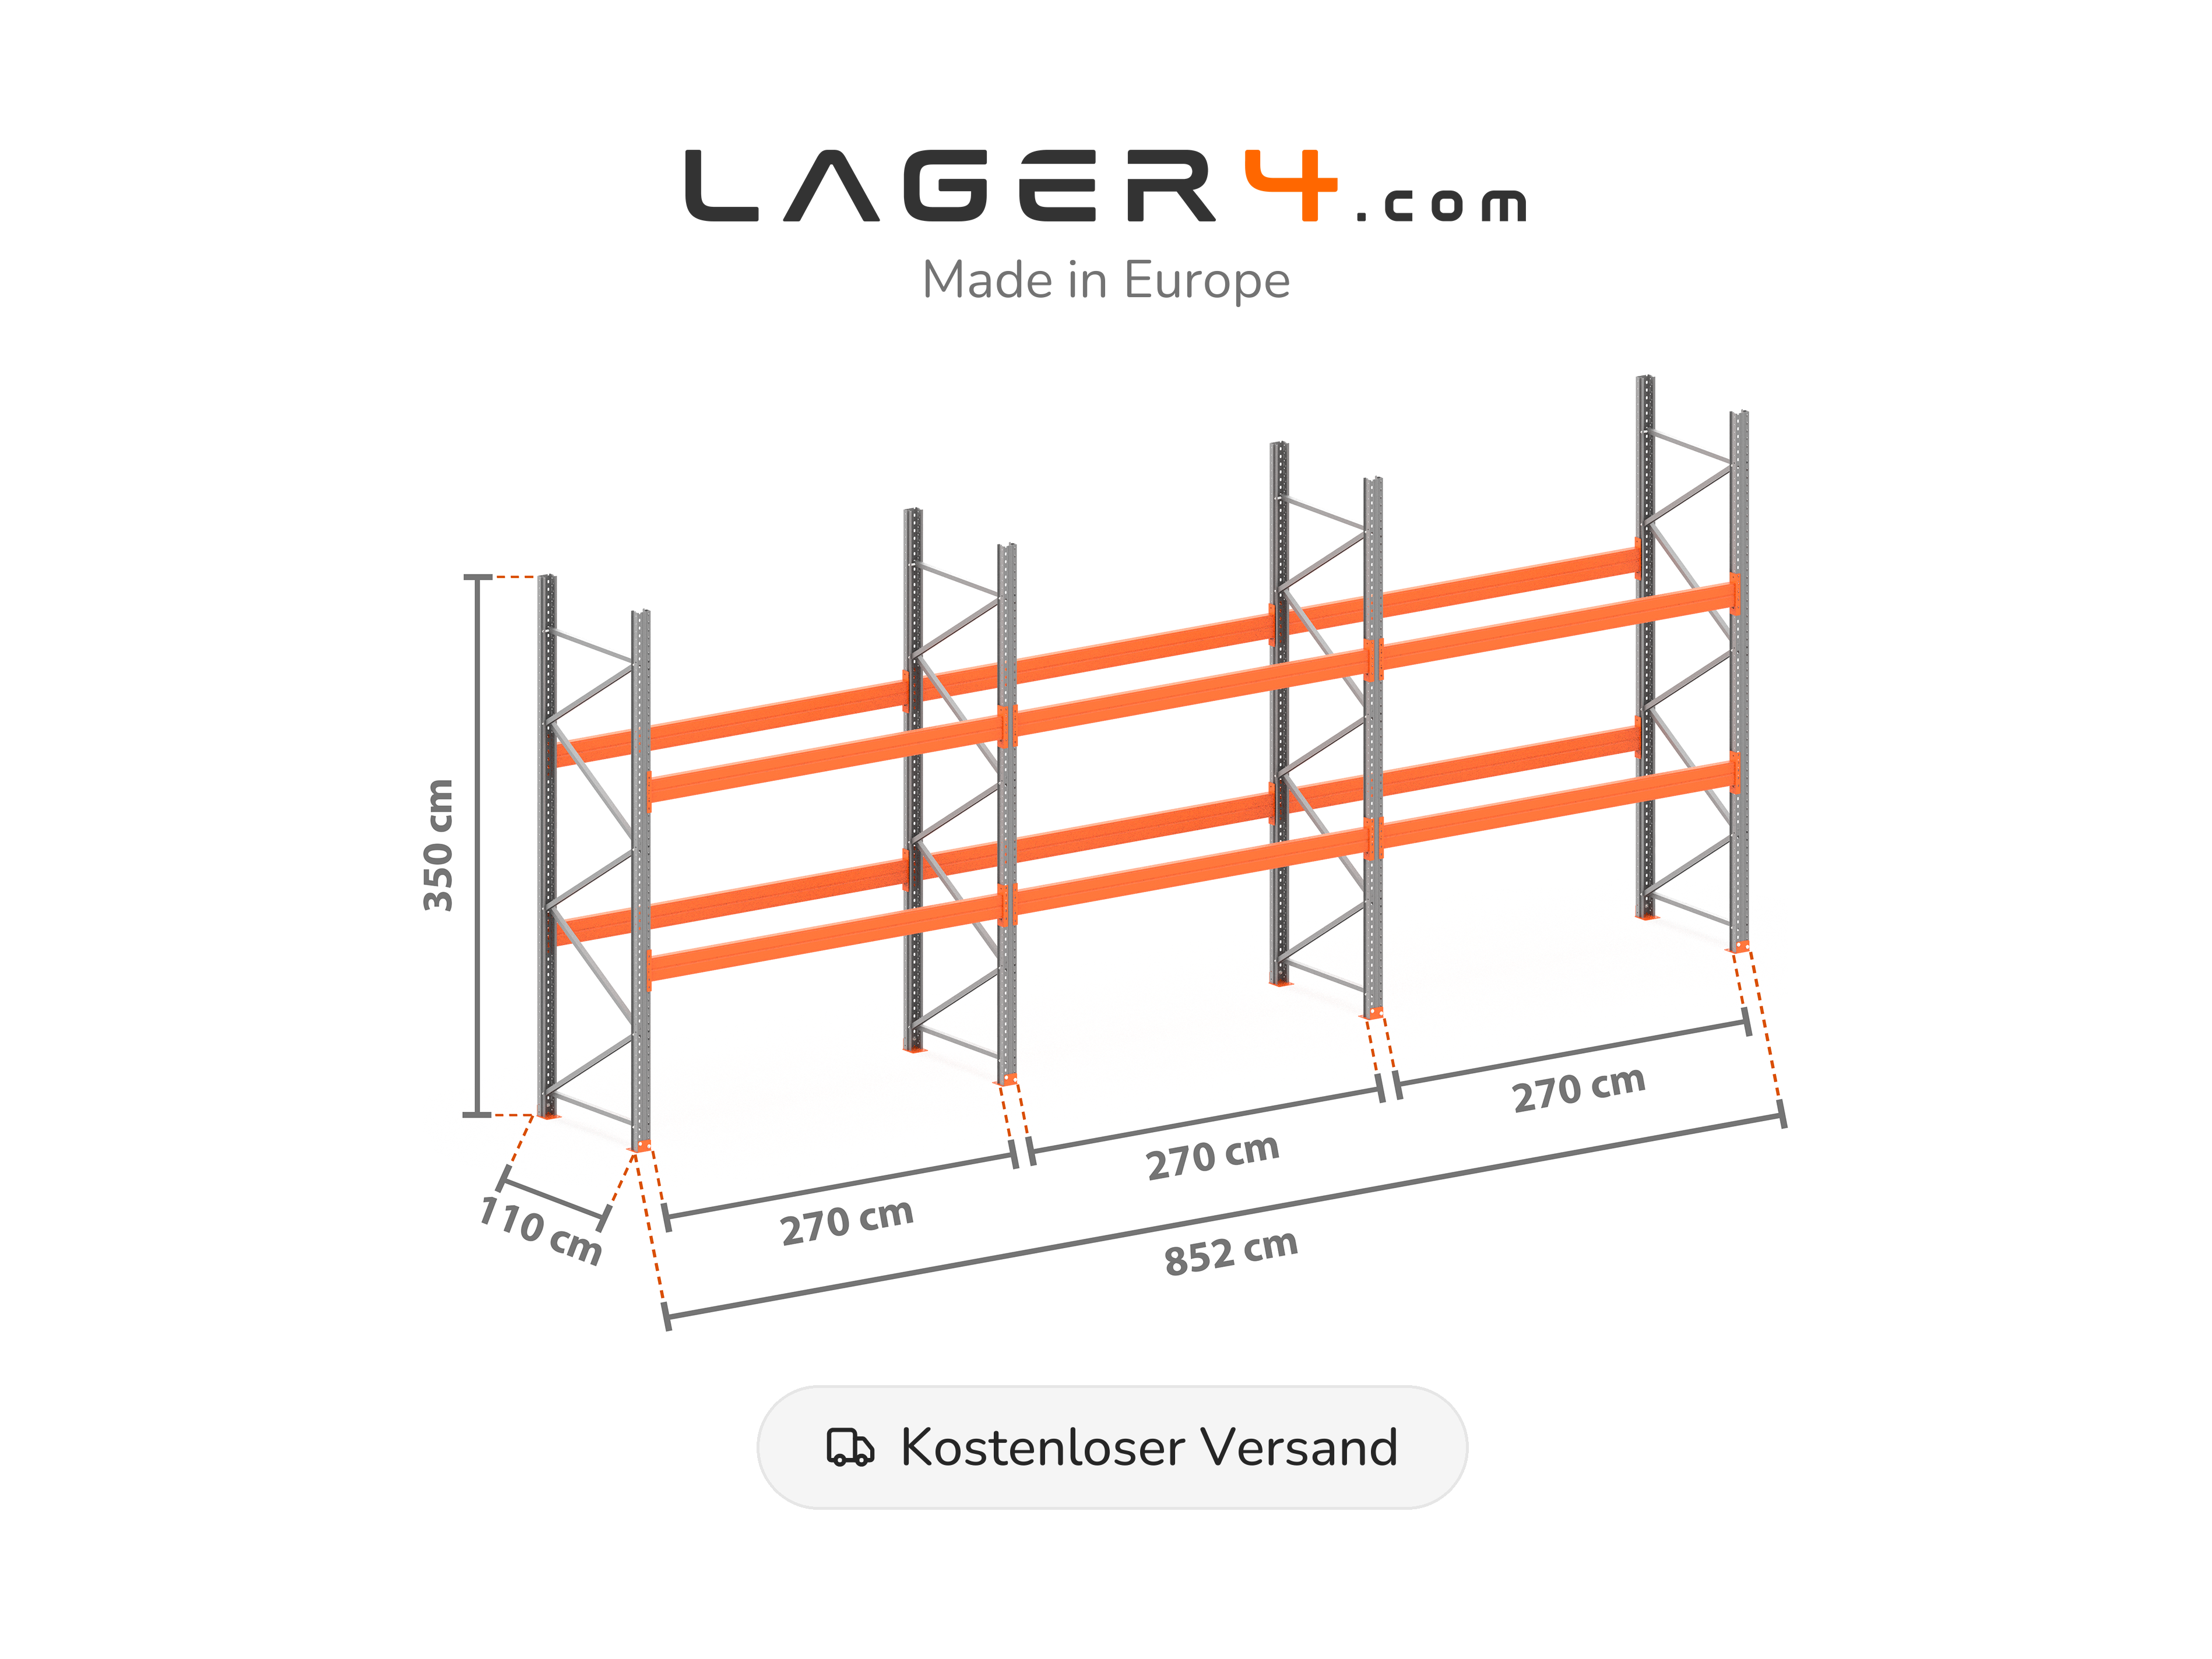 LAGER4.com
Made in Europe
350 cm
110 cm
270 cm
270 cm
270 cm
852 cm
Kostenloser Versand